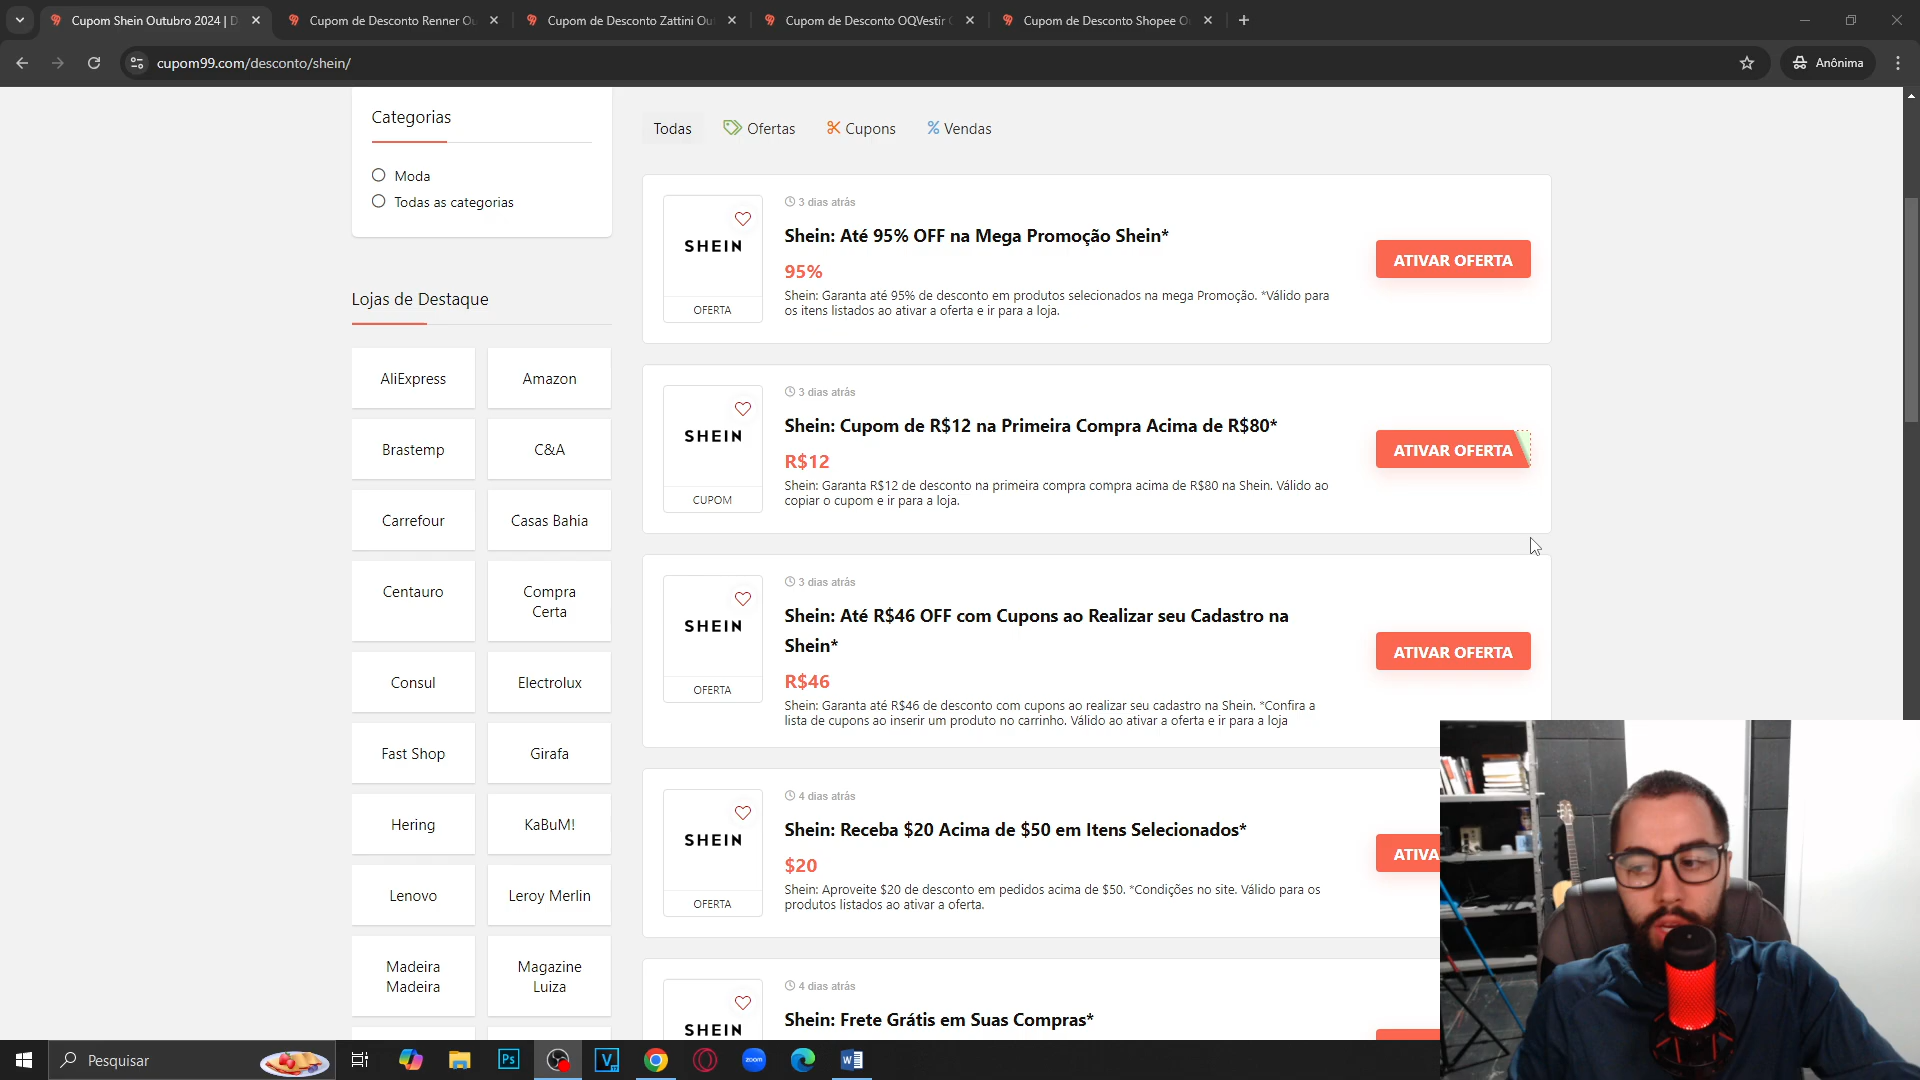 Cupom Shein Outubro 2024 | D
Cupom de Desconto Renner Ou
Cupom de Desconto Zattini Out
Cupom de Desconto OQVestir O
Cupom de Desconto Shopee O
cupom99.com/desconto/shein/
Anônima
Categorias
Moda
Todas as categorias
Lojas de Destaque
AliExpress
Amazon
Brastemp
C&A
Carrefour
Casas Bahia
Centauro
Compra
Certa
Consul
Electrolux
Fast Shop
Girafa
Hering
KaBuM!
Lenovo
Leroy Merlin
Madeira
Madeira
Magazine
Luiza
Todas
Ofertas
Cupons
Vendas
SHEIN
OFERTA
3 dias atrás
Shein: Até 95% OFF na Mega Promoção Shein*
95%
Shein: Garanta até 95% de desconto em produtos selecionados na mega Promoção. *Válido para
os itens listados ao ativar a oferta e ir para a loja.
ATIVAR OFERTA
SHEIN
CUPOM
3 dias atrás
Shein: Cupom de R$12 na Primeira Compra Acima de R$80*
R$12
Shein: Garanta R$12 de desconto na primeira compra compra acima de R$80 na Shein. Válido ao
copiar o cupom e ir para a loja.
ATIVAR OFERTA
SHEIN
OFERTA
3 dias atrás
Shein: Até R$46 OFF com Cupons ao Realizar seu Cadastro na
Shein*
R$46
Shein: Garanta até R$46 de desconto com cupons ao realizar seu cadastro na Shein. *Confira a
lista de cupons ao inserir um produto no carrinho. Válido ao ativar a oferta e ir para a loja
ATIVAR OFERTA
SHEIN
OFERTA
4 dias atrás
Shein: Receba $20 Acima de $50 em Itens Selecionados*
$20
Shein: Aproveite $20 de desconto em pedidos acima de $50. *Condições no site. Válido para os
produtos listados ao ativar a oferta.
ATIVA
SHEIN
4 dias atrás
Shein: Frete Grátis em Suas Compras*
Pesquisar
Ps
V
zoom
W